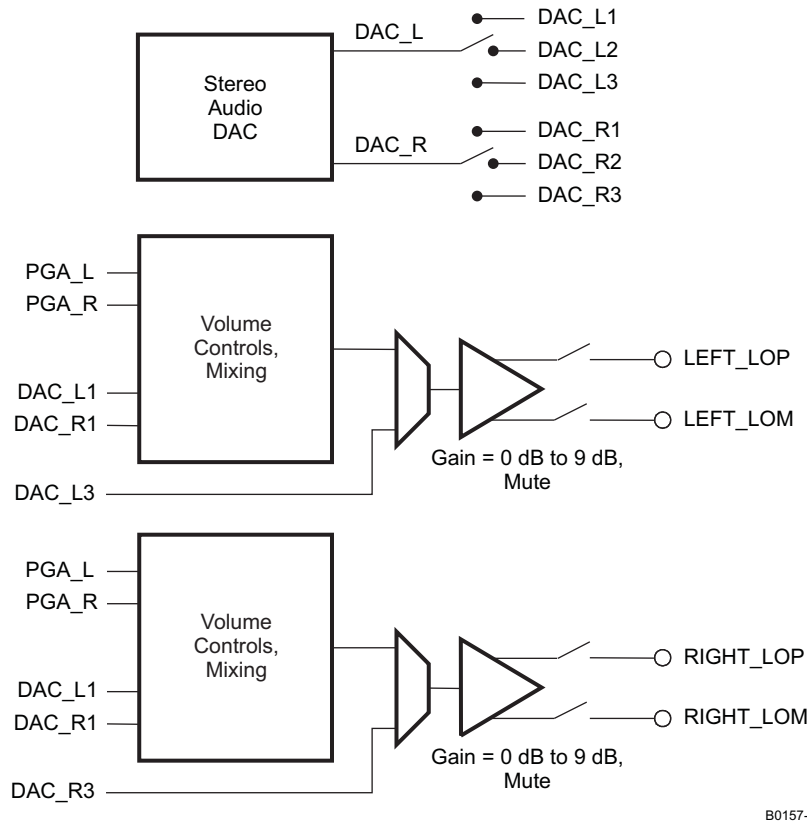 DAC_L
DAC_L1
DAC_L2
DAC_L3
Stereo
Audio
DAC
DAC_R
DAC_R1
DAC_R2
DAC_R3
PGA_L
PGA_R
DAC_L1
DAC_R1
Volume
Controls,
Mixing
LEFT_LOP
LEFT_LOM
Gain = 0 dB to 9 dB,
Mute
DAC_L3
PGA_L
PGA_R
DAC_L1
DAC_R1
Volume
Controls,
Mixing
RIGHT_LOP
RIGHT_LOM
Gain = 0 dB to 9 dB,
Mute
DAC_R3
B0157-